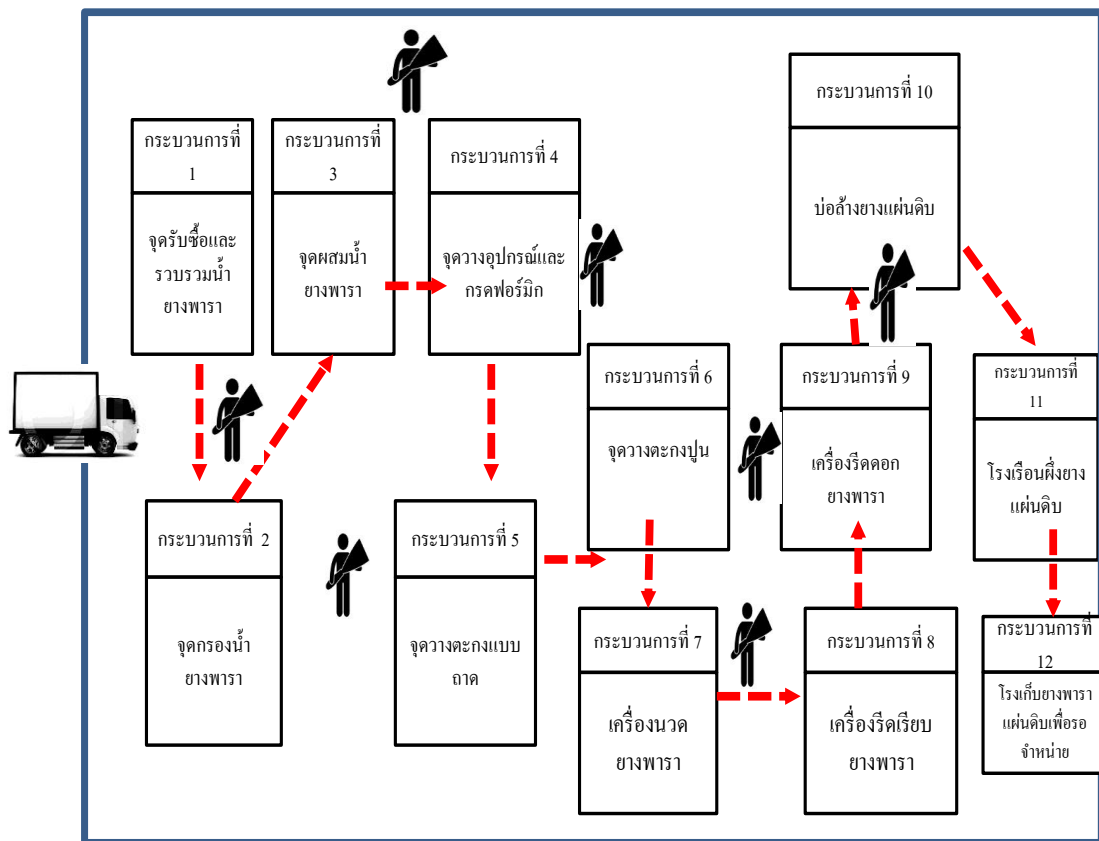 กระบวนการที่
1
จุดรับซื้อและ
รวบรวมน้ำ
ยางพารา
กระบวนการที่ 2
จุดกรองน้ำ
ยางพารา
กระบวนการที่
3
จุดผสมน้ำ
ยางพารา
กระบวนการที่ 4
จุดวางอุปกรณ์และ
กรดฟอร์มิก
กระบวนการที่ 5
จุดวางตะกงแบบ
ถาด
กระบวนการที่ 6
จุดวางตะกงปูน
กระบวนการที่ 7
เครื่องนวด
ยางพารา
กระบวนการที่ 8
เครื่องรีดเรียบ
ยางพารา
กระบวนการที่ 9
เครื่องรีดดอก
ยางพารา
กระบวนการที่ 10
บ่อล้างยางแผ่นดิบ
กระบวนการที่
11
โรงเรือนผึ่งยาง
แผ่นดิบ
กระบวนการที่
12
โรงเก็บยางพารา
แผ่นดิบเพื่อรอ
จำหน่าย